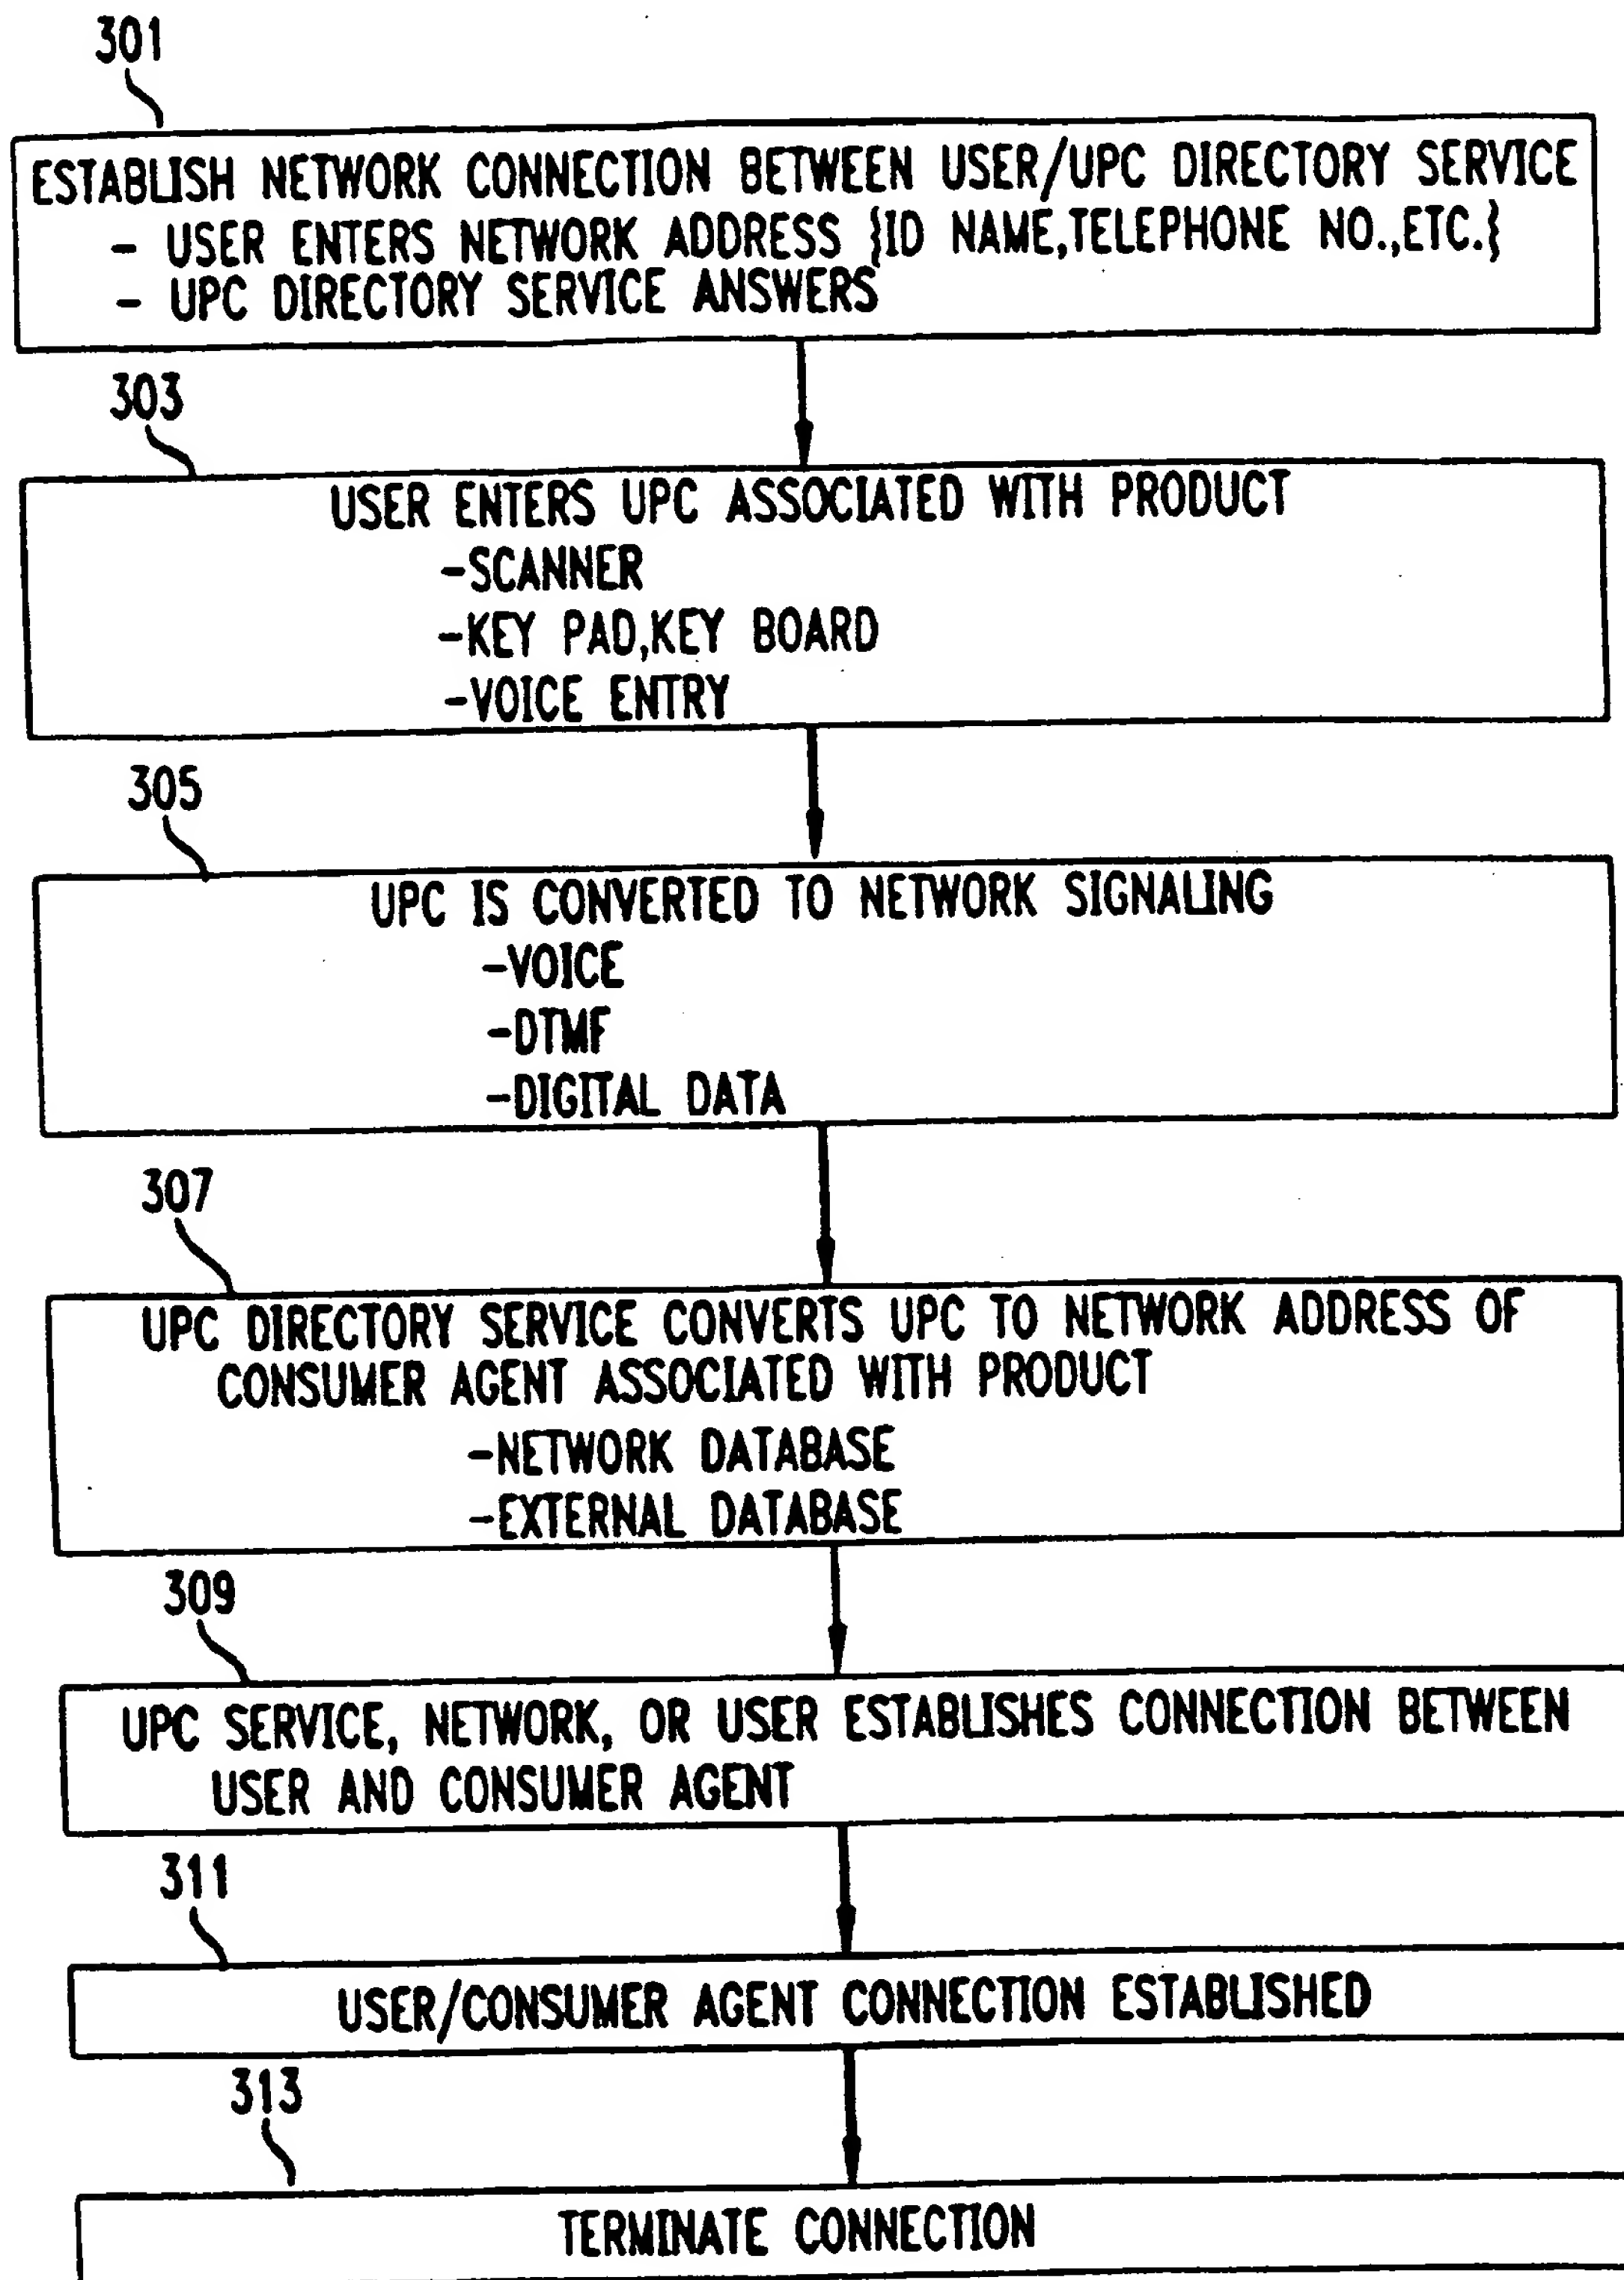 301
ESTABLISH NETWORK CONNECTION BETWEEN USER/UPC DIRECTORY SERVICE
- USER ENTERS NETWORK ADDRESS }ID NAME,TELEPHONE NO.,ETC.{
- UPC DIRECTORY SERVICE ANSWERS
303
USER ENTERS UPC ASSOCIATED WITH PRODUCT
-SCANNER
-KEY PAD,KEY BOARD
-VOICE ENTRY
305
UPC IS CONVERTED TO NETWORK SIGNALING
-VOICE
-DTMF
-DIGITAL DATA
307
UPC DIRECTORY SERVICE CONVERTS UPC TO NETWORK ADDRESS OF
CONSUMER AGENT ASSOCIATED WITH PRODUCT
-NETWORK DATABASE
-EXTERNAL DATABASE
309
UPC SERVICE, NETWORK, OR USER ESTABLISHES CONNECTION BETWEEN
USER AND CONSUMER AGENT
311
USER/CONSUMER AGENT CONNECTION ESTABLISHED
313
TERMINATE CONNECTION